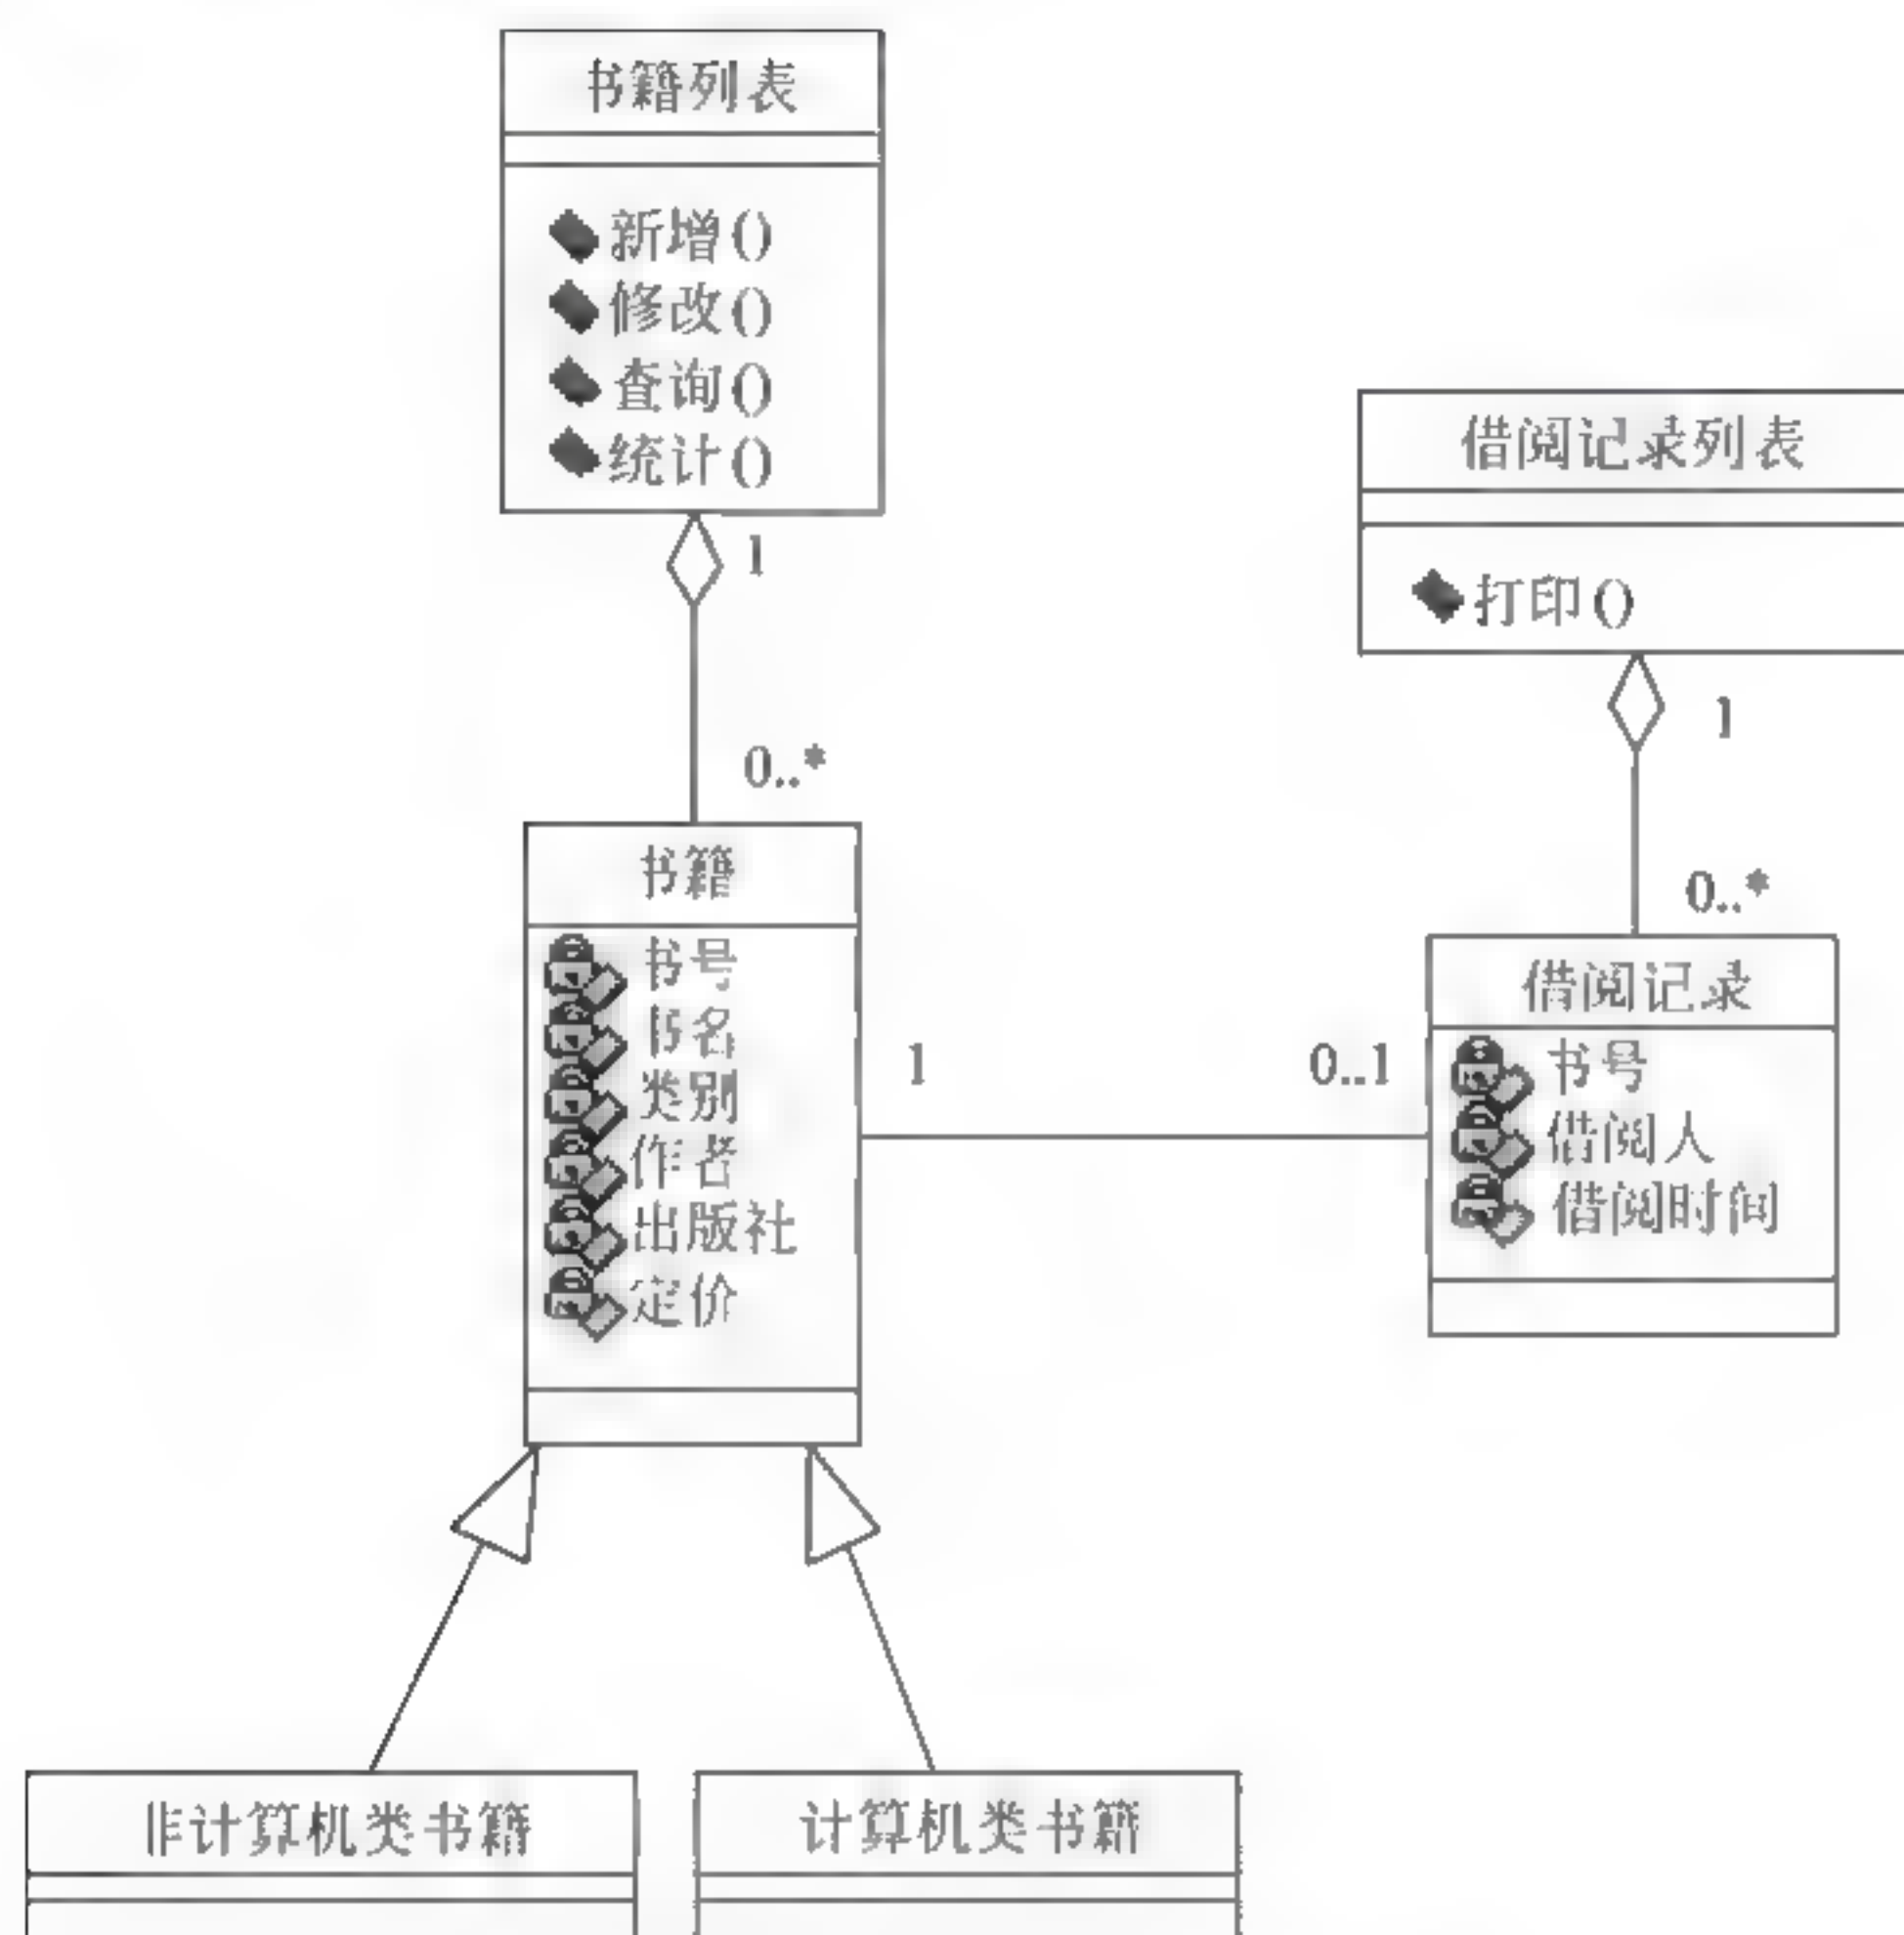 书籍列表
新增()
修改()
查询()
统计()
1
0..*
借阅记录列表
打印()
1
0..*
书籍
书号
书名
类别
作者
出版社
定价
1
0..1
借阅记录
书号
借阅人
借阅时间
非计算机类书籍
计算机类书籍